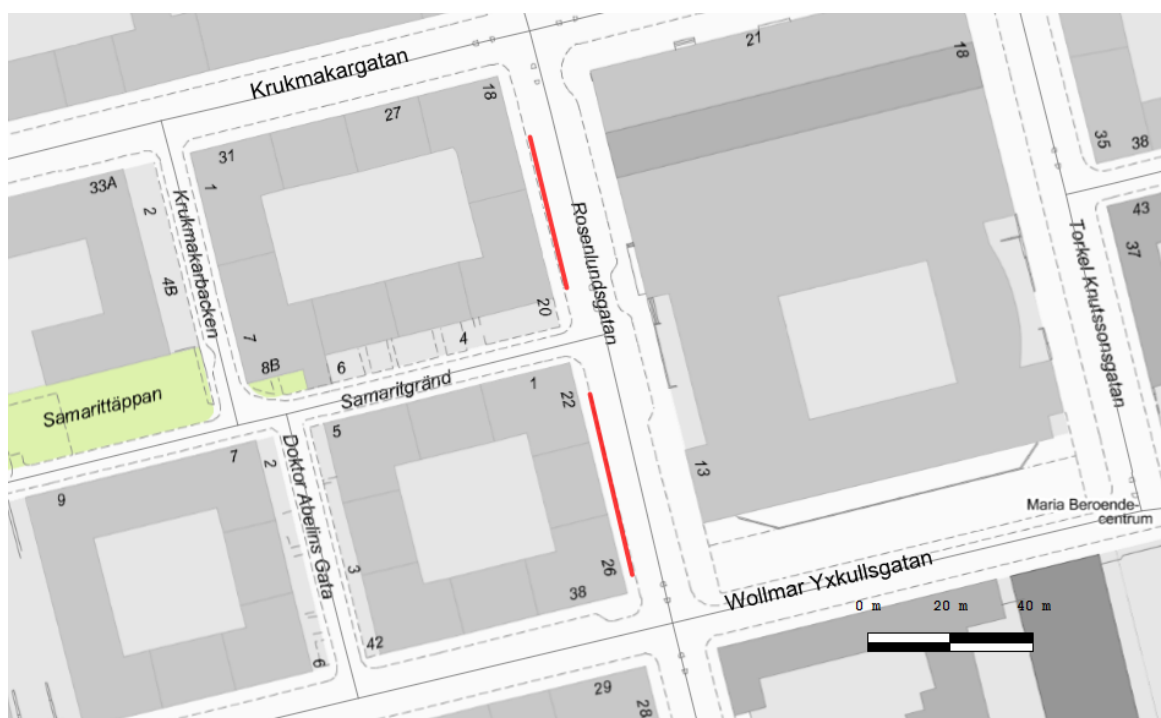 Krukmakargatan
21
18
18
27
31
1
33A
2
Krukmakarbacken
4B
7
8B
6
4
20
Rosenlundsgatan
35
38
43
37
Torkel Knutssonsgatan
Samarittäppan
Samaritgränd
1
22
5
9
7
2
Doktor Abelins Gata
3
6
42
38
26
13
Maria Beroende-
centrum
Wollmar Yxkullsgatan
0 m 20 m 40 m
29
28